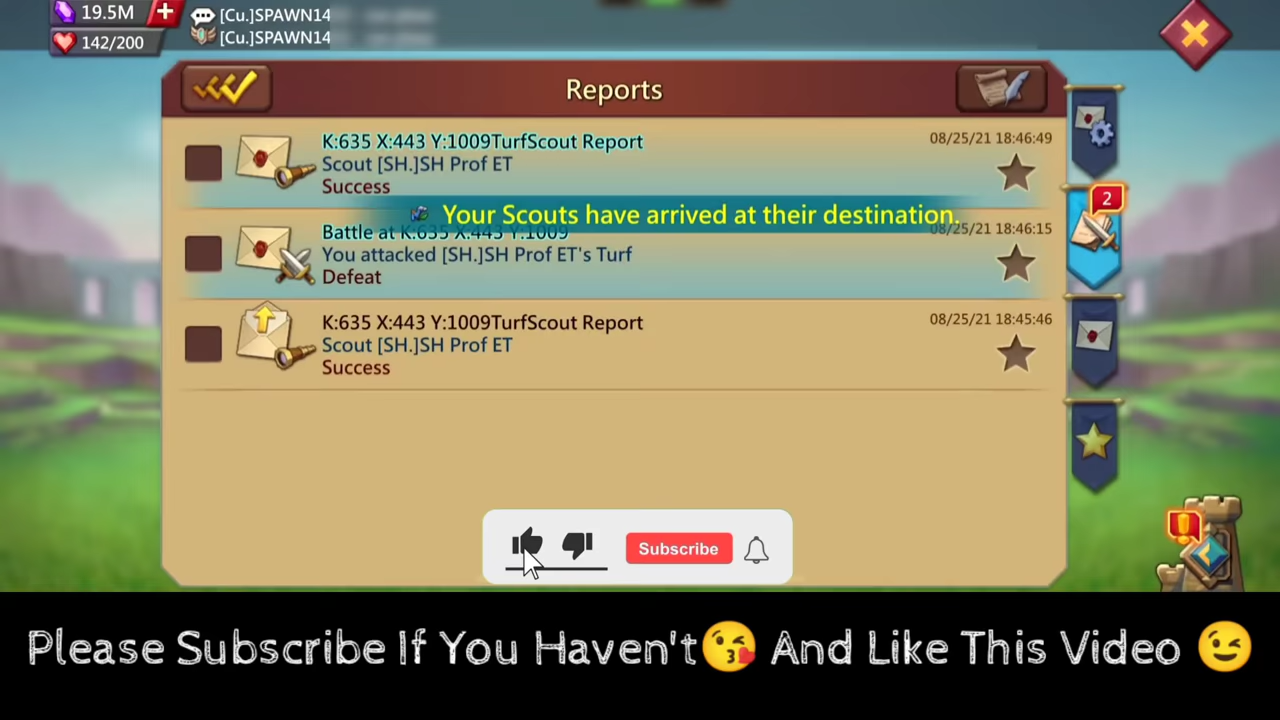 19.5M
142/200
[Cu.]SPAWN14
[Cu.]SPAWN14
Reports
K:635 X:443 Y:1009TurfScout Report
08/25/21 18:46:49
Scout [SH.]SH Prof ET
Success
Your Scouts have arrived at their destination.
2
Battle at K:635 X:443 Y:1009
08/25/21 18:46:15
You attacked [SH.]SH Prof ET's Turf
Defeat
K:635 X:443 Y:1009TurfScout Report
08/25/21 18:45:46
Scout [SH.]SH Prof ET
Success
Subscribe
Please Subscribe If You Haven't😘 And Like This Video 😉